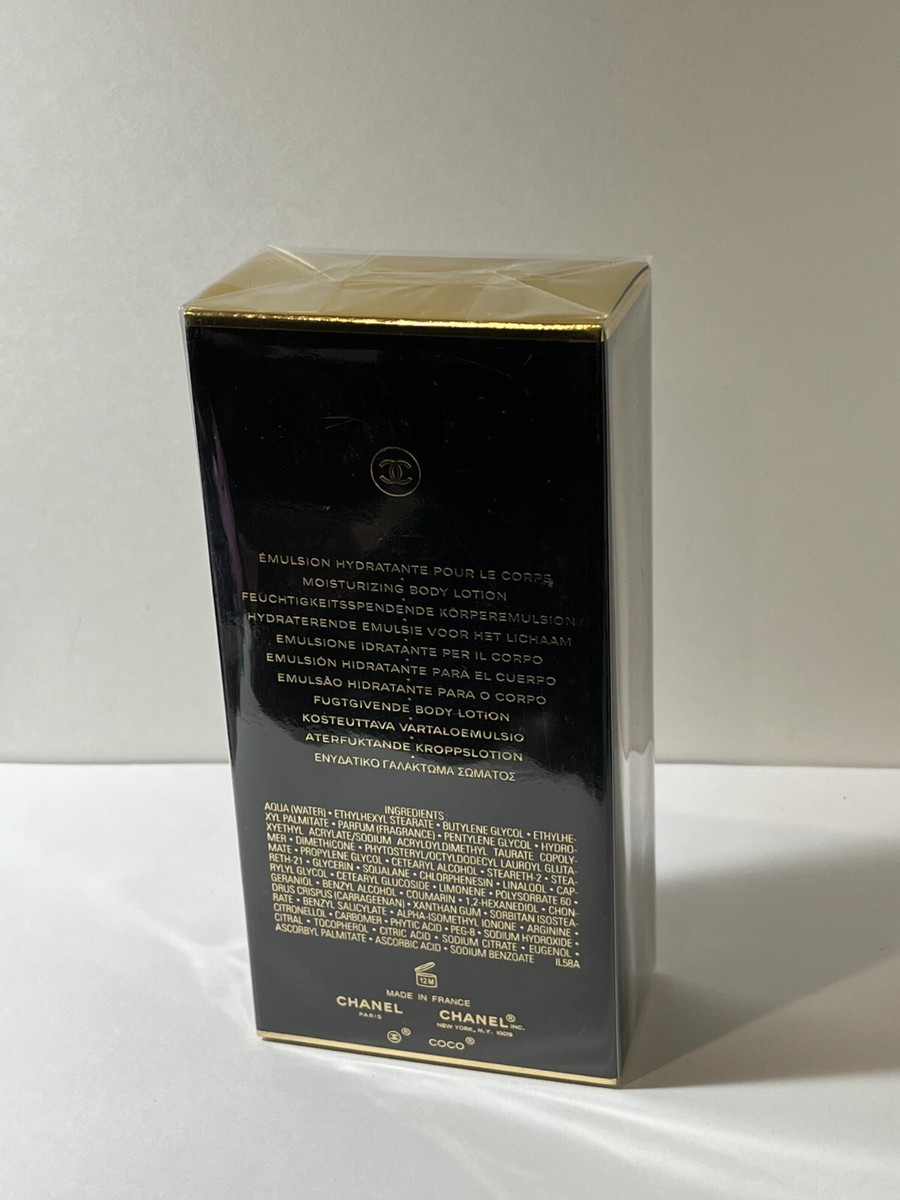 ÉMULSION HYDRATANTE POUR LE CORPS
MOISTURIZING BODY LOTION
FEUCHTIGKEITSSPENDENDE KÖRPEREMULSION
HYDRATERENDE EMULSIE VOOR HET LICHAAM
EMULSIONE IDRATANTE PER IL CORPO
EMULSIÓN HIDRATANTE PARA EL CUERPO
EMULSÃO HIDRATANTE PARA O CORPO
FUGTGIVENDE BODY LOTION
KOSTEUTTAVA VARTALOEMULSIO
ÅTERFUKTANDE KROPPSLOTION
ΕΝΥΔΑΤΙΚΟ ΓΑΛΑΚΤΩΜΑ ΣΩΜΑΤΟΣ
INGREDIENTS
AQUA (WATER) • ETHYLHEXYL STEARATE • BUTYLENE GLYCOL • ETHYLHE-
XYL PALMITATE • PARFUM (FRAGRANCE) • PENTYLENE GLYCOL • HYDRO-
XYETHYL ACRYLATE/SODIUM ACRYLOYLDIMETHYL TAURATE COPOLY-
MER • DIMETHICONE • PHYTOSTERYL/OCTYLDODECYL LAUROYL GLUTA-
MATE • PROPYLENE GLYCOL • CETEARYL ALCOHOL • STEARETH-2 • STEA-
RETH-21 • GLYCERIN • SQUALANE • CHLORPHENESIN • LINALOOL • CAP-
RYLYL GLYCOL • CETEARYL GLUCOSIDE • LIMONENE • POLYSORBATE 60 •
GERANIOL • BENZYL ALCOHOL • COUMARIN • 1,2-HEXANEDIOL • CHON-
DRUS CRISPUS (CARRAGEENAN) • XANTHAN GUM • SORBITAN ISOSTEA-
RATE • BENZYL SALICYLATE • ALPHA-ISOMETHYL IONONE • ARGININE •
CITRONELLOL • CARBOMER • PHYTIC ACID • PEG-8 • SODIUM HYDROXIDE •
CITRAL • TOCOPHEROL • CITRIC ACID • SODIUM CITRATE • EUGENOL •
ASCORBYL PALMITATE • ASCORBIC ACID • SODIUM BENZOATE IL58A
12 M
MADE IN FRANCE
CHANEL CHANEL® INC.
PARIS NEW YORK, N.Y. 10019
® COCO®